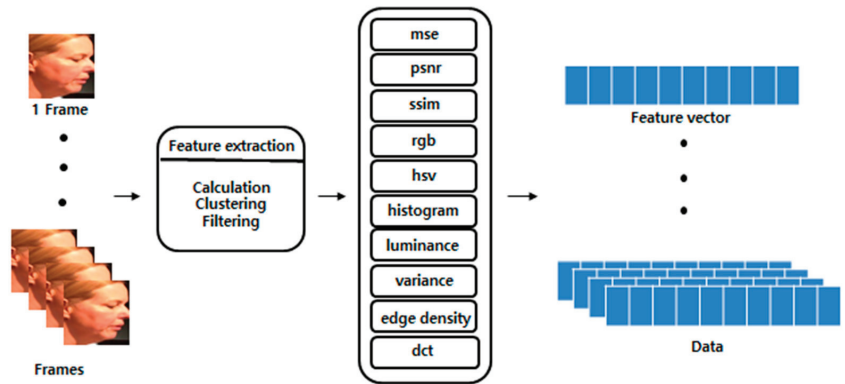 1 Frame
Frames
Feature extraction
Calculation
Clustering
Filtering
mse
psnr
ssim
rgb
hsv
histogram
luminance
variance
edge density
dct
Feature vector
Data